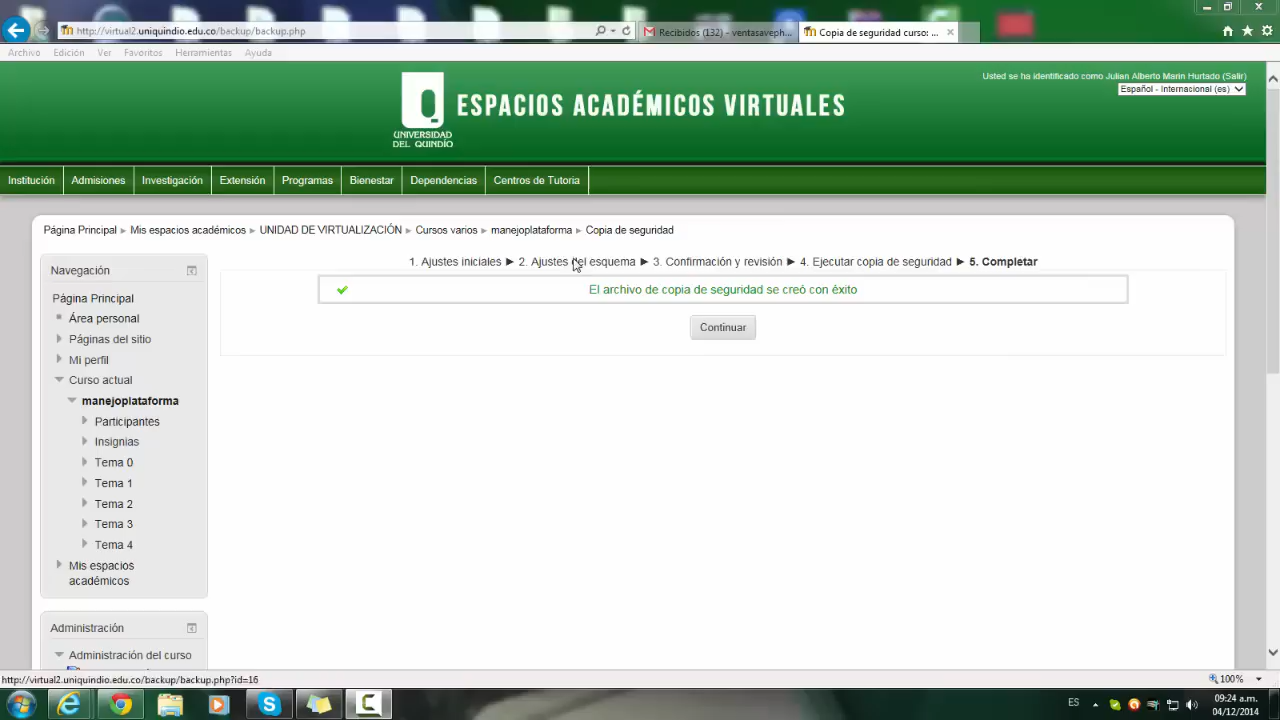 http://virtual2.uniquindio.edu.co/backup/backup.php
Recibidos (132) - ventasaveph...
Copia de seguridad curso: ...
Archivo Edición Ver Favoritos Herramientas Ayuda
Usted se ha identificado como Julian Alberto Marin Hurtado (Salir)
Español - Internacional (es)
Q
UNIVERSIDAD
DEL QUINDÍO
ESPACIOS ACADÉMICOS VIRTUALES
Institución Admisiones Investigación Extensión Programas Bienestar Dependencias Centros de Tutoria
Página Principal ► Mis espacios académicos ► UNIDAD DE VIRTUALIZACIÓN ► Cursos varios ► manejoplataforma ► Copia de seguridad
1. Ajustes iniciales ► 2. Ajustes del esquema ► 3. Confirmación y revisión ► 4. Ejecutar copia de seguridad ► 5. Completar
El archivo de copia de seguridad se creó con éxito
Continuar
Navegación
Página Principal
Área personal
Páginas del sitio
Mi perfil
Curso actual
manejoplataforma
Participantes
Insignias
Tema 0
Tema 1
Tema 2
Tema 3
Tema 4
Mis espacios
académicos
Administración
Administración del curso
http://virtual2.uniquindio.edu.co/backup/backup.php?id=16
100%
ES
09:24 a.m.
04/12/2014